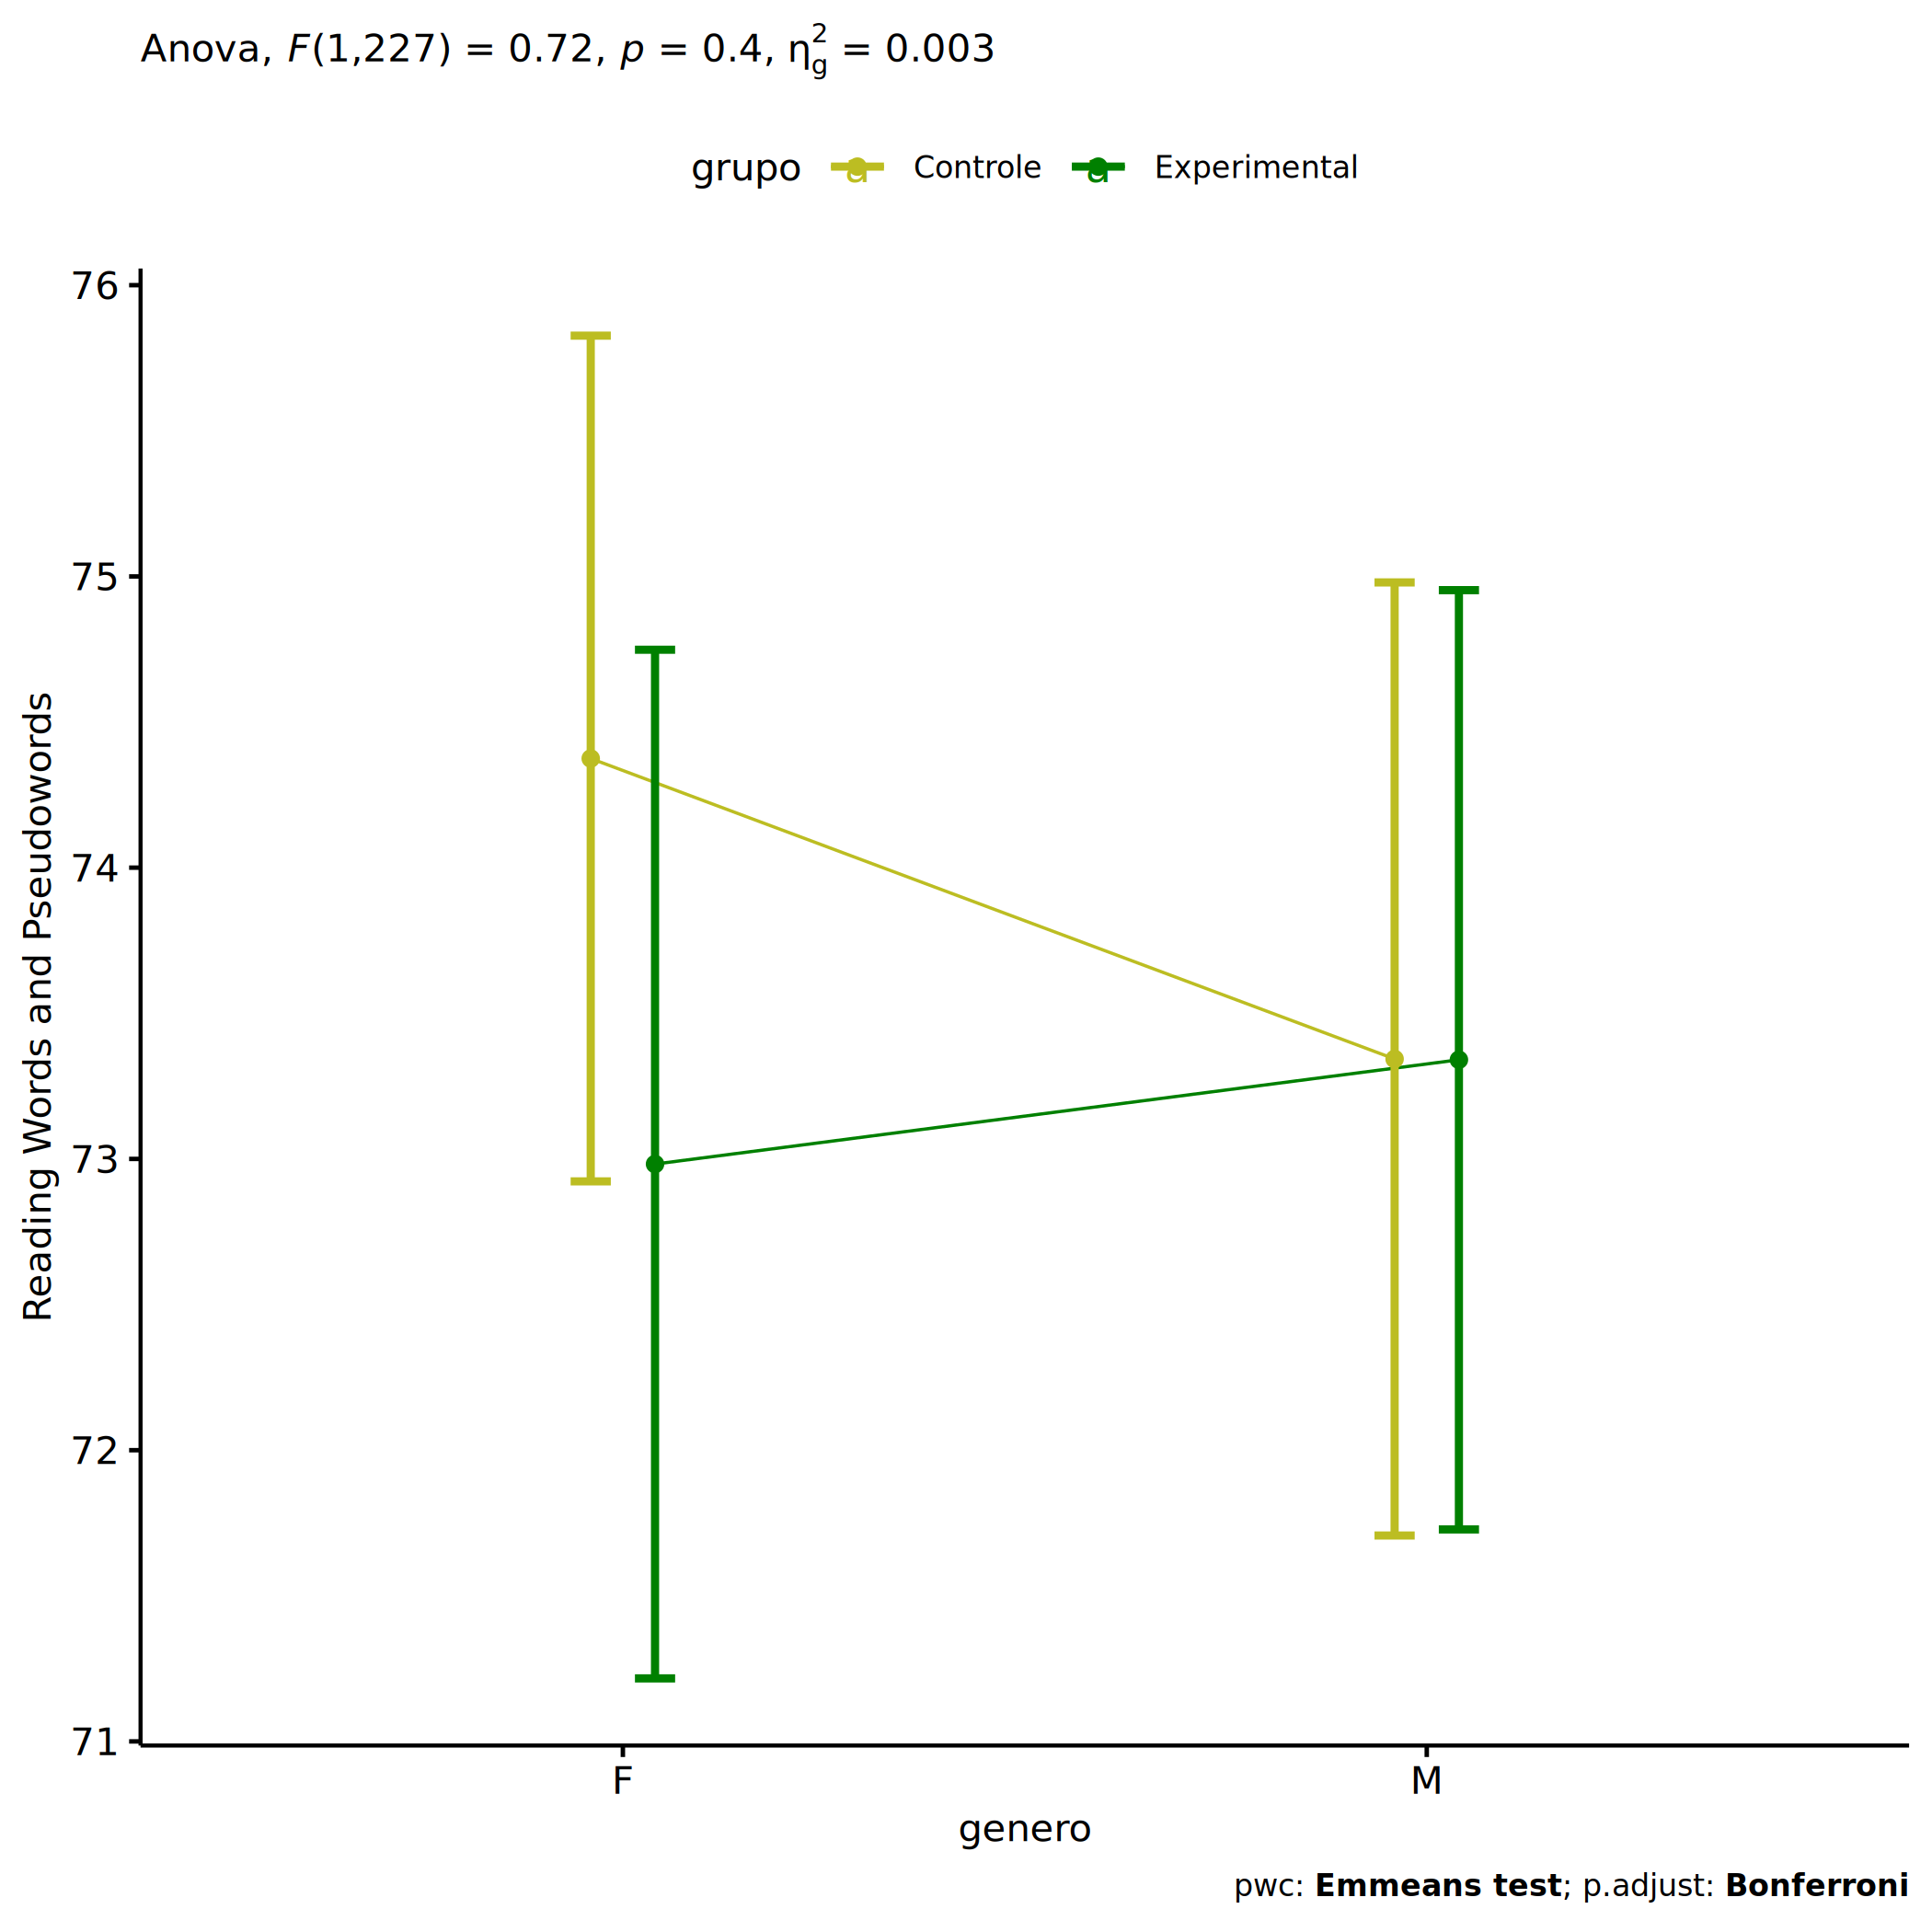 Anova, F(1,227) = 0.72, p = 0.4, η²g = 0.003
grupo Controle Experimental
76
75
74
73
72
71
Reading Words and Pseudowords
F M
genero
pwc: Emmeans test; p.adjust: Bonferroni